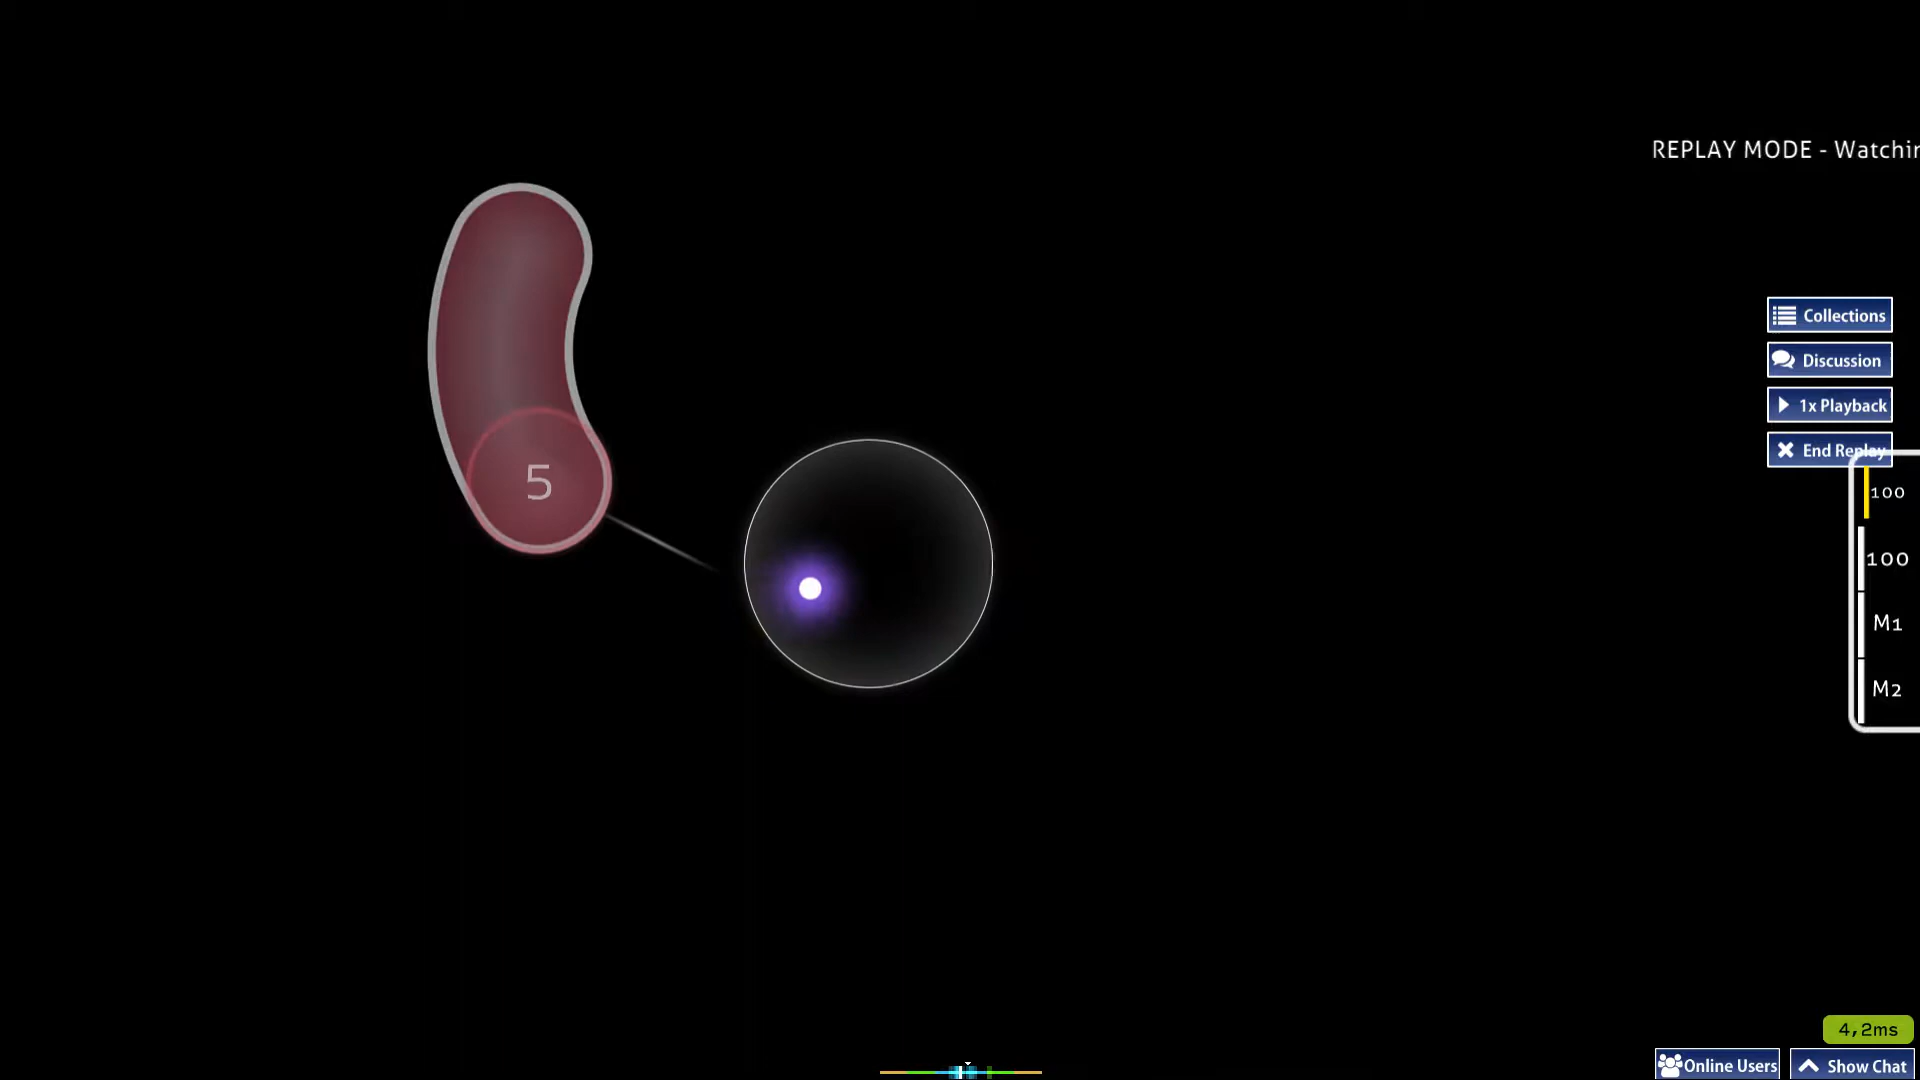 REPLAY MODE - Watchin
Collections
Discussion
1x Playback
End Replay
5
100
100
M1
M2
4,2ms
Online Users
Show Chat